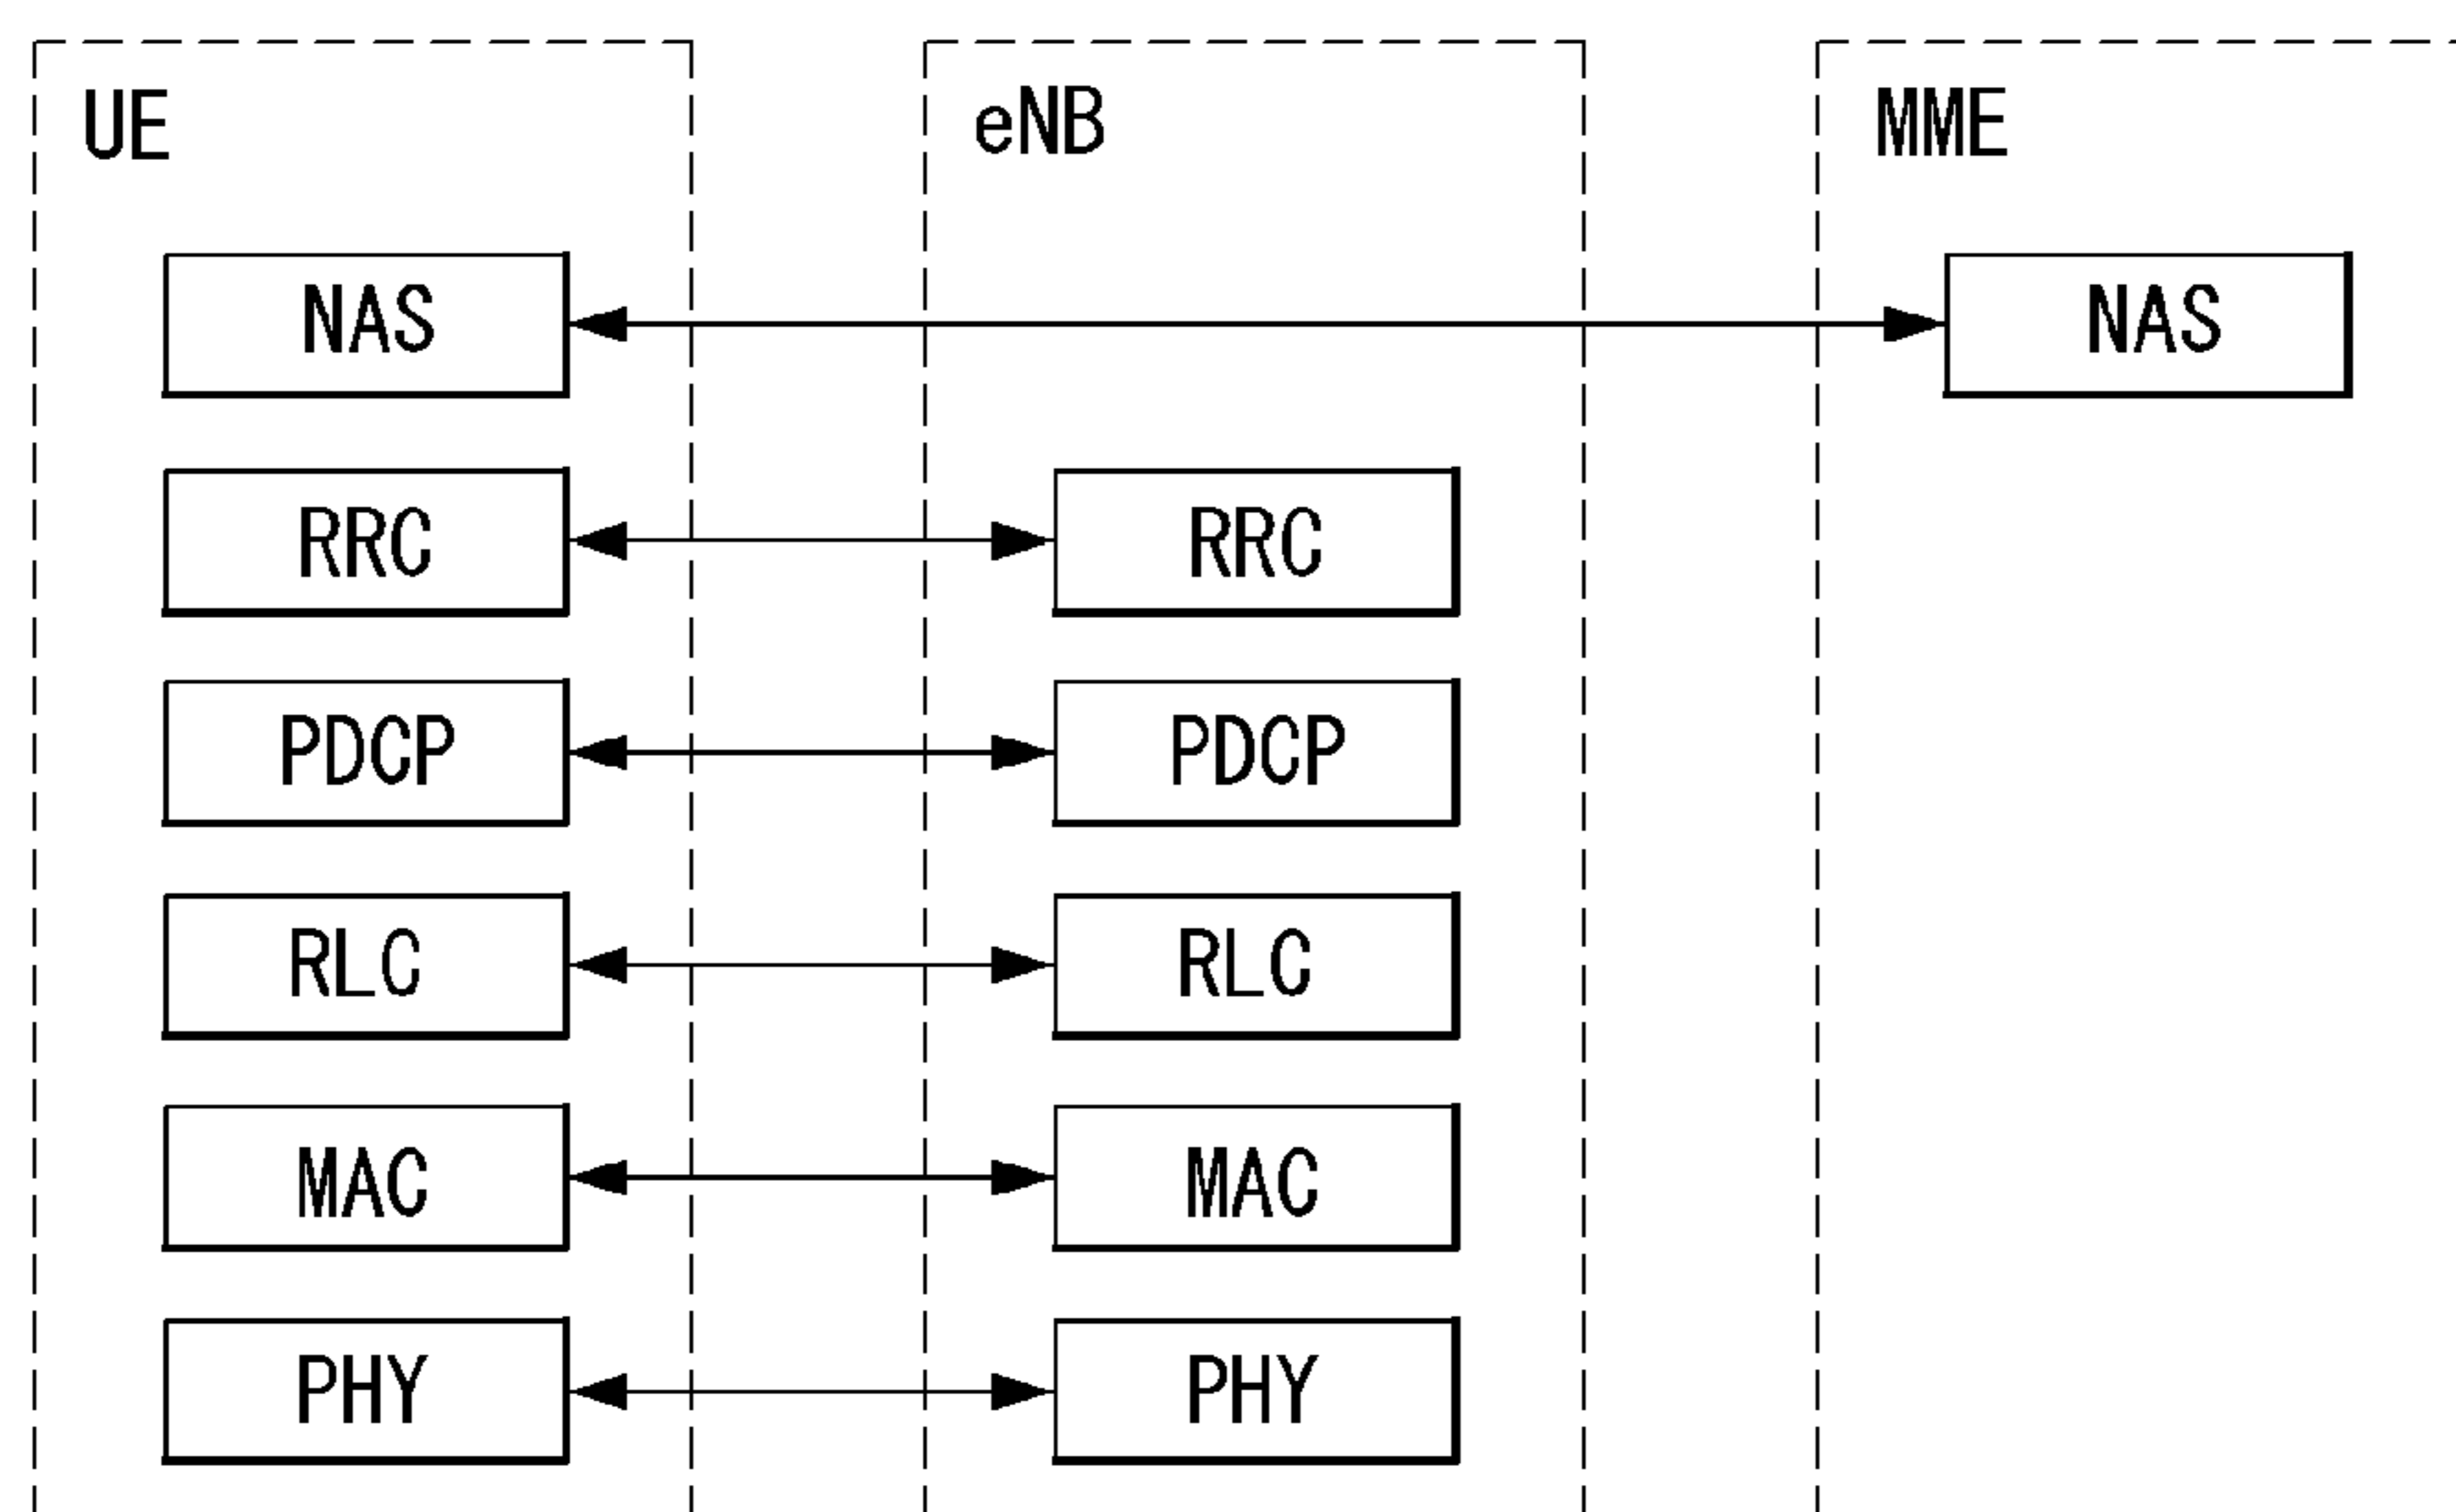 UE eNB MME
NAS NAS
RRC RRC
PDCP PDCP
RLC RLC
MAC MAC
PHY PHY